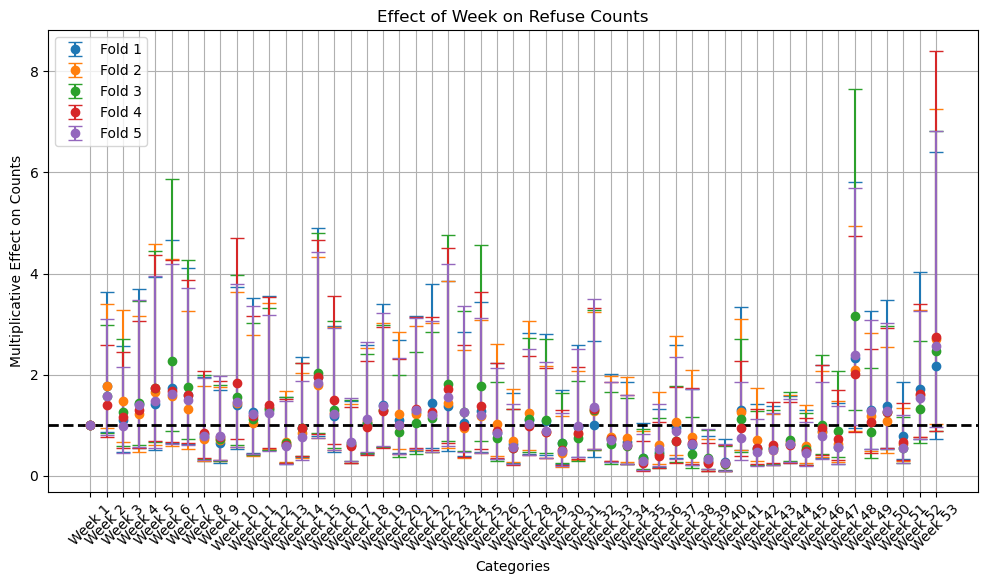 Effect of Week on Refuse Counts
Fold 1
Fold 2
Fold 3
Fold 4
Fold 5
Multiplicative Effect on Counts
8
6
4
2
0
Week 1
Week 2
Week 3
Week 4
Week 5
Week 6
Week 7
Week 8
Week 9
Week 10
Week 11
Week 12
Week 13
Week 14
Week 15
Week 16
Week 17
Week 18
Week 19
Week 20
Week 21
Week 22
Week 23
Week 24
Week 25
Week 26
Week 27
Week 28
Week 29
Week 30
Week 31
Week 32
Week 33
Week 34
Week 35
Week 36
Week 37
Week 38
Week 39
Week 40
Week 41
Week 42
Week 43
Week 44
Week 45
Week 46
Week 47
Week 48
Week 49
Week 50
Week 51
Week 52
Week 53
Categories